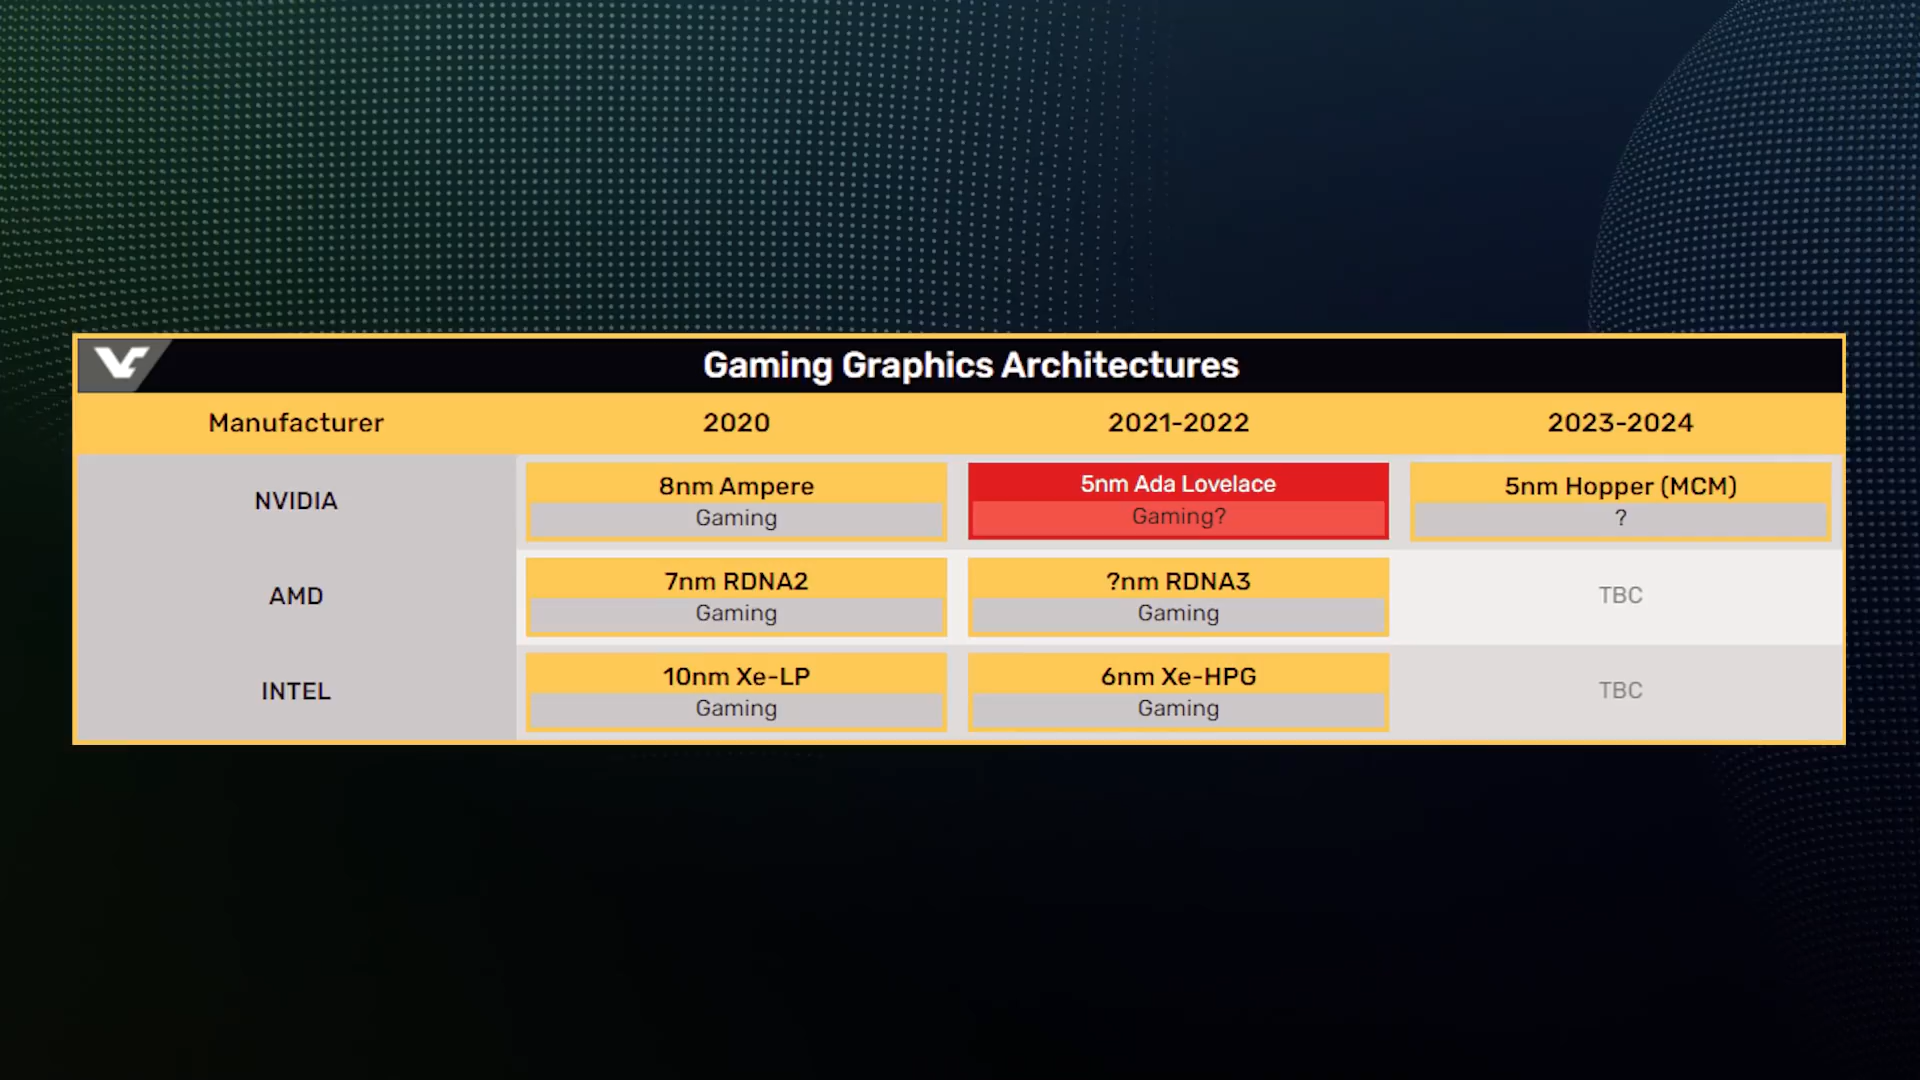 Gaming Graphics Architectures
Manufacturer 2020 2021-2022 2023-2024
NVIDIA
8nm Ampere
Gaming
5nm Ada Lovelace
Gaming?
5nm Hopper (MCM)
?
AMD
7nm RDNA2
Gaming
?nm RDNA3
Gaming
TBC
INTEL
10nm Xe-LP
Gaming
6nm Xe-HPG
Gaming
TBC